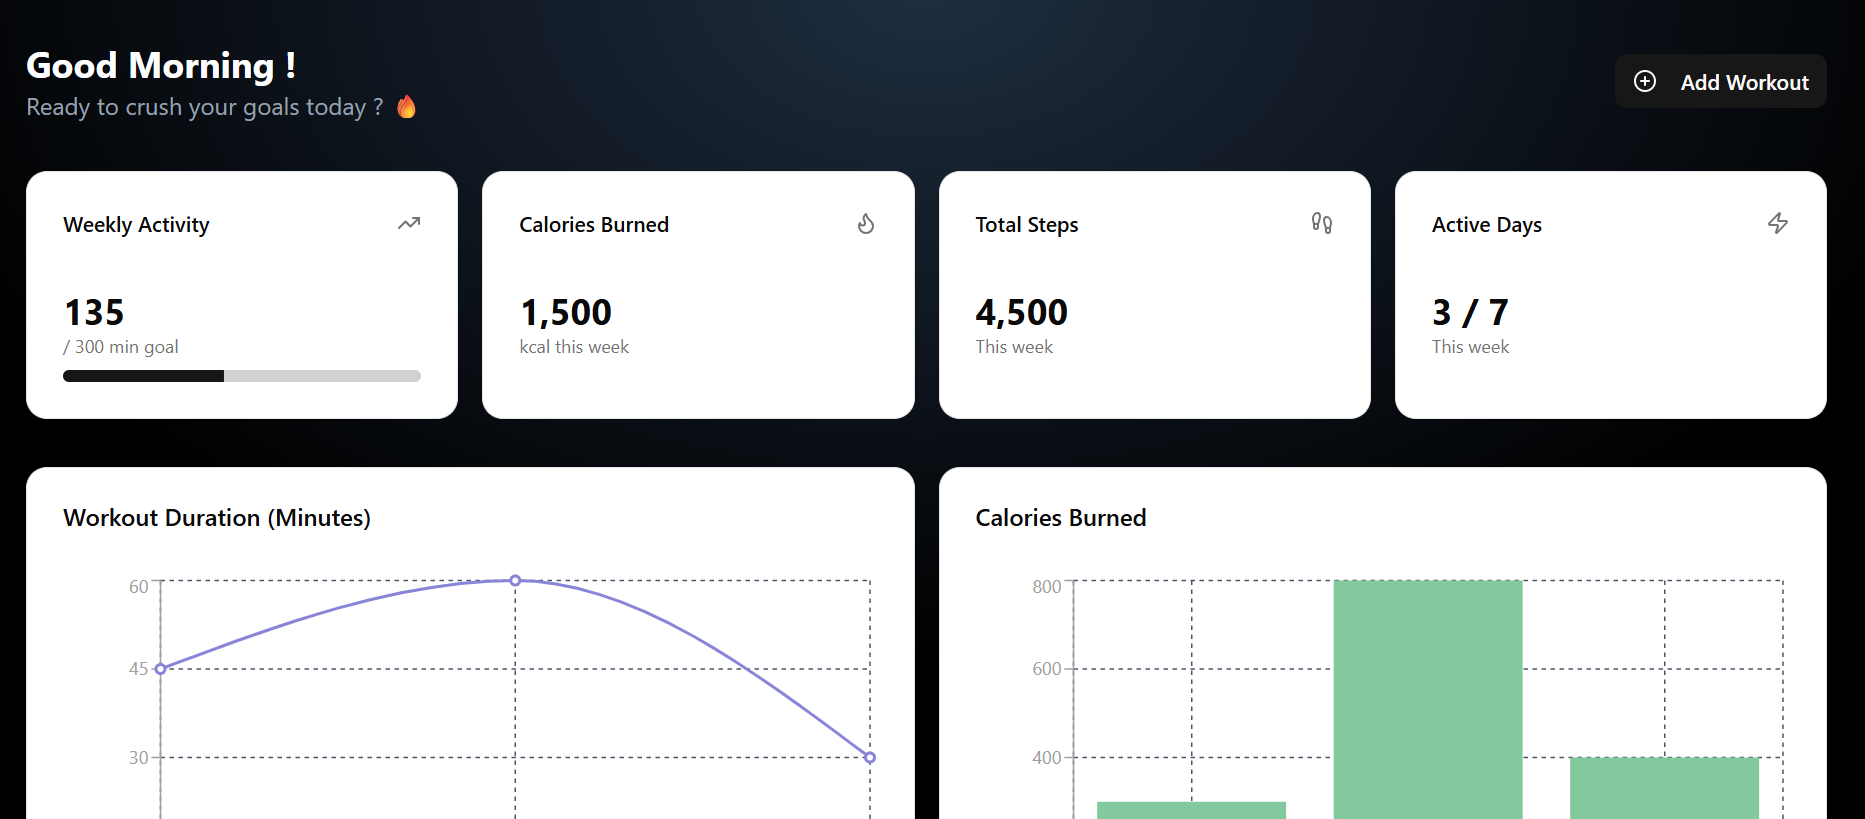 Good Morning !
Ready to crush your goals today ? 🔥
Add Workout
Weekly Activity
135
/ 300 min goal
Calories Burned
1,500
kcal this week
Total Steps
4,500
This week
Active Days
3 / 7
This week
Workout Duration (Minutes)
60
45
30
Calories Burned
800
600
400